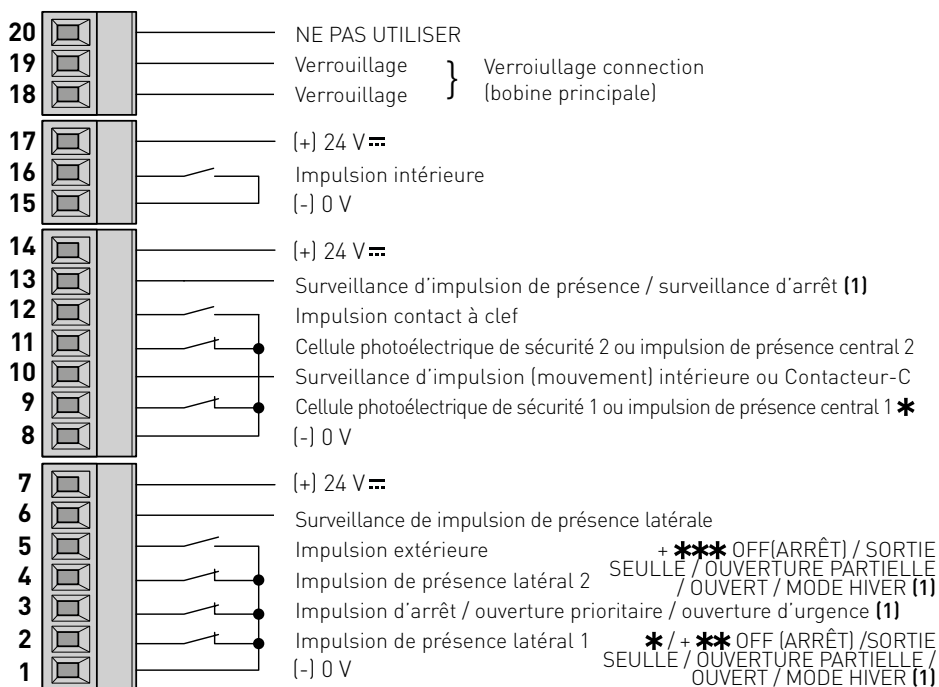 20 NE PAS UTILISER
19 Verrouillage } Verroiullage connection
18 Verrouillage (bobine principale)
17 (+) 24 V
16 Impulsion intérieure
15 (-) 0 V
14 (+) 24 V
13 Surveillance d'impulsion de présence / surveillance d'arrêt (1)
12 Impulsion contact à clef
11 Cellule photoélectrique de sécurité 2 ou impulsion de présence central 2
10 Surveillance d'impulsion (mouvement) intérieure ou Contacteur-C
9 Cellule photoélectrique de sécurité 1 ou impulsion de présence central 1 ✱
8 (-) 0 V
7 (+) 24 V
6 Surveillance de impulsion de présence latérale
5 Impulsion extérieure + ✱✱✱ OFF(ARRÊT) / SORTIE
SEULLE / OUVERTURE PARTIELLE
4 Impulsion de présence latéral 2 / OUVERT / MODE HIVER (1)
3 Impulsion d'arrêt / ouverture prioritaire / ouverture d'urgence (1)
2 Impulsion de présence latéral 1 ✱ / + ✱✱ OFF (ARRÊT) /SORTIE
SEULLE / OUVERTURE PARTIELLE /
1 (-) 0 V OUVERT / MODE HIVER (1)